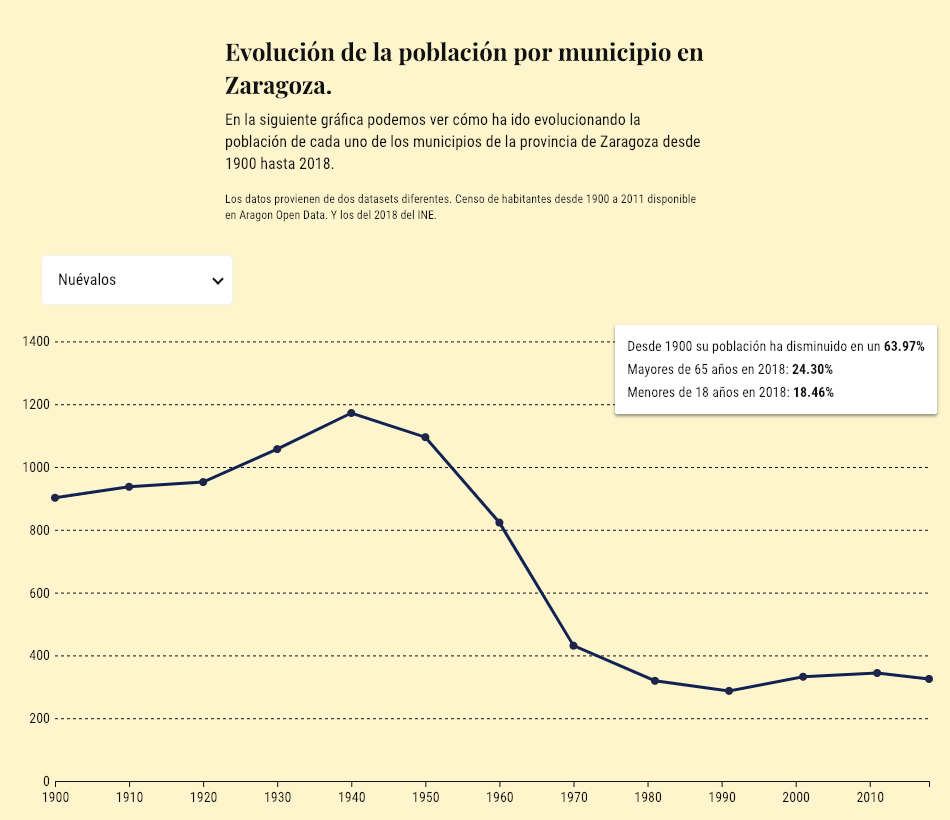 Evolución de la población por municipio en
Zaragoza.
En la siguiente gráfica podemos ver cómo ha ido evolucionando la
población de cada uno de los municipios de la provincia de Zaragoza desde
1900 hasta 2018.
Los datos provienen de dos datasets diferentes. Censo de habitantes desde 1900 a 2011 disponible
en Aragon Open Data. Y los del 2018 del INE.
Nuévalos
Desde 1900 su población ha disminuido en un 63.97%
Mayores de 65 años en 2018: 24.30%
Menores de 18 años en 2018: 18.46%
1400
1200
1000
800
600
400
200
0
1900 1910 1920 1930 1940 1950 1960 1970 1980 1990 2000 2010